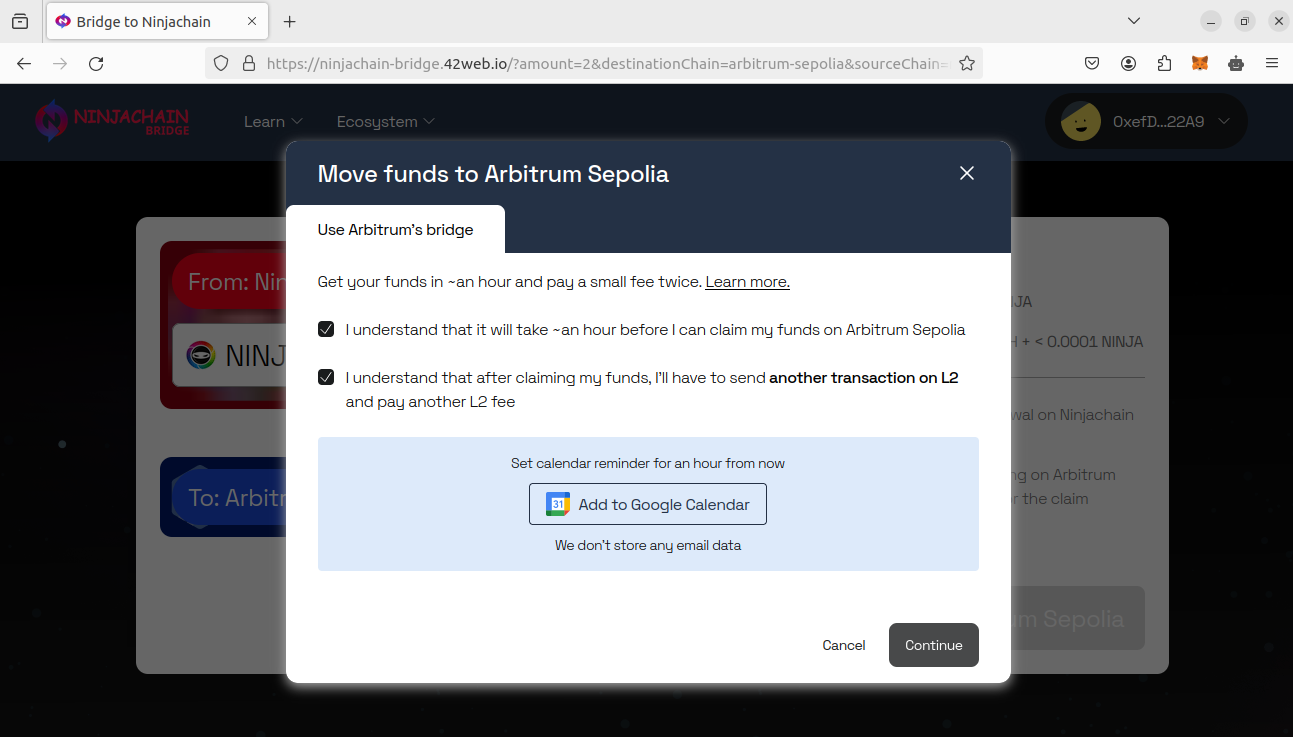 Bridge to Ninjachain
https://ninjachain-bridge.42web.io/?amount=2&destinationChain=arbitrum-sepolia&sourceChain=
NINJACHAIN
BRIDGE
Learn
Ecosystem
0xefD...22A9
Move funds to Arbitrum Sepolia
Use Arbitrum's bridge
Get your funds in ~an hour and pay a small fee twice. Learn more.
I understand that it will take ~an hour before I can claim my funds on Arbitrum Sepolia
I understand that after claiming my funds, I'll have to send another transaction on L2
and pay another L2 fee
Set calendar reminder for an hour from now
31
Add to Google Calendar
We don't store any email data
Cancel
Continue
From: Nin
NINJ
To: Arbitr
JA
+ < 0.0001 NINJA
wal on Ninjachain
ng on Arbitrum
r the claim
m Sepolia